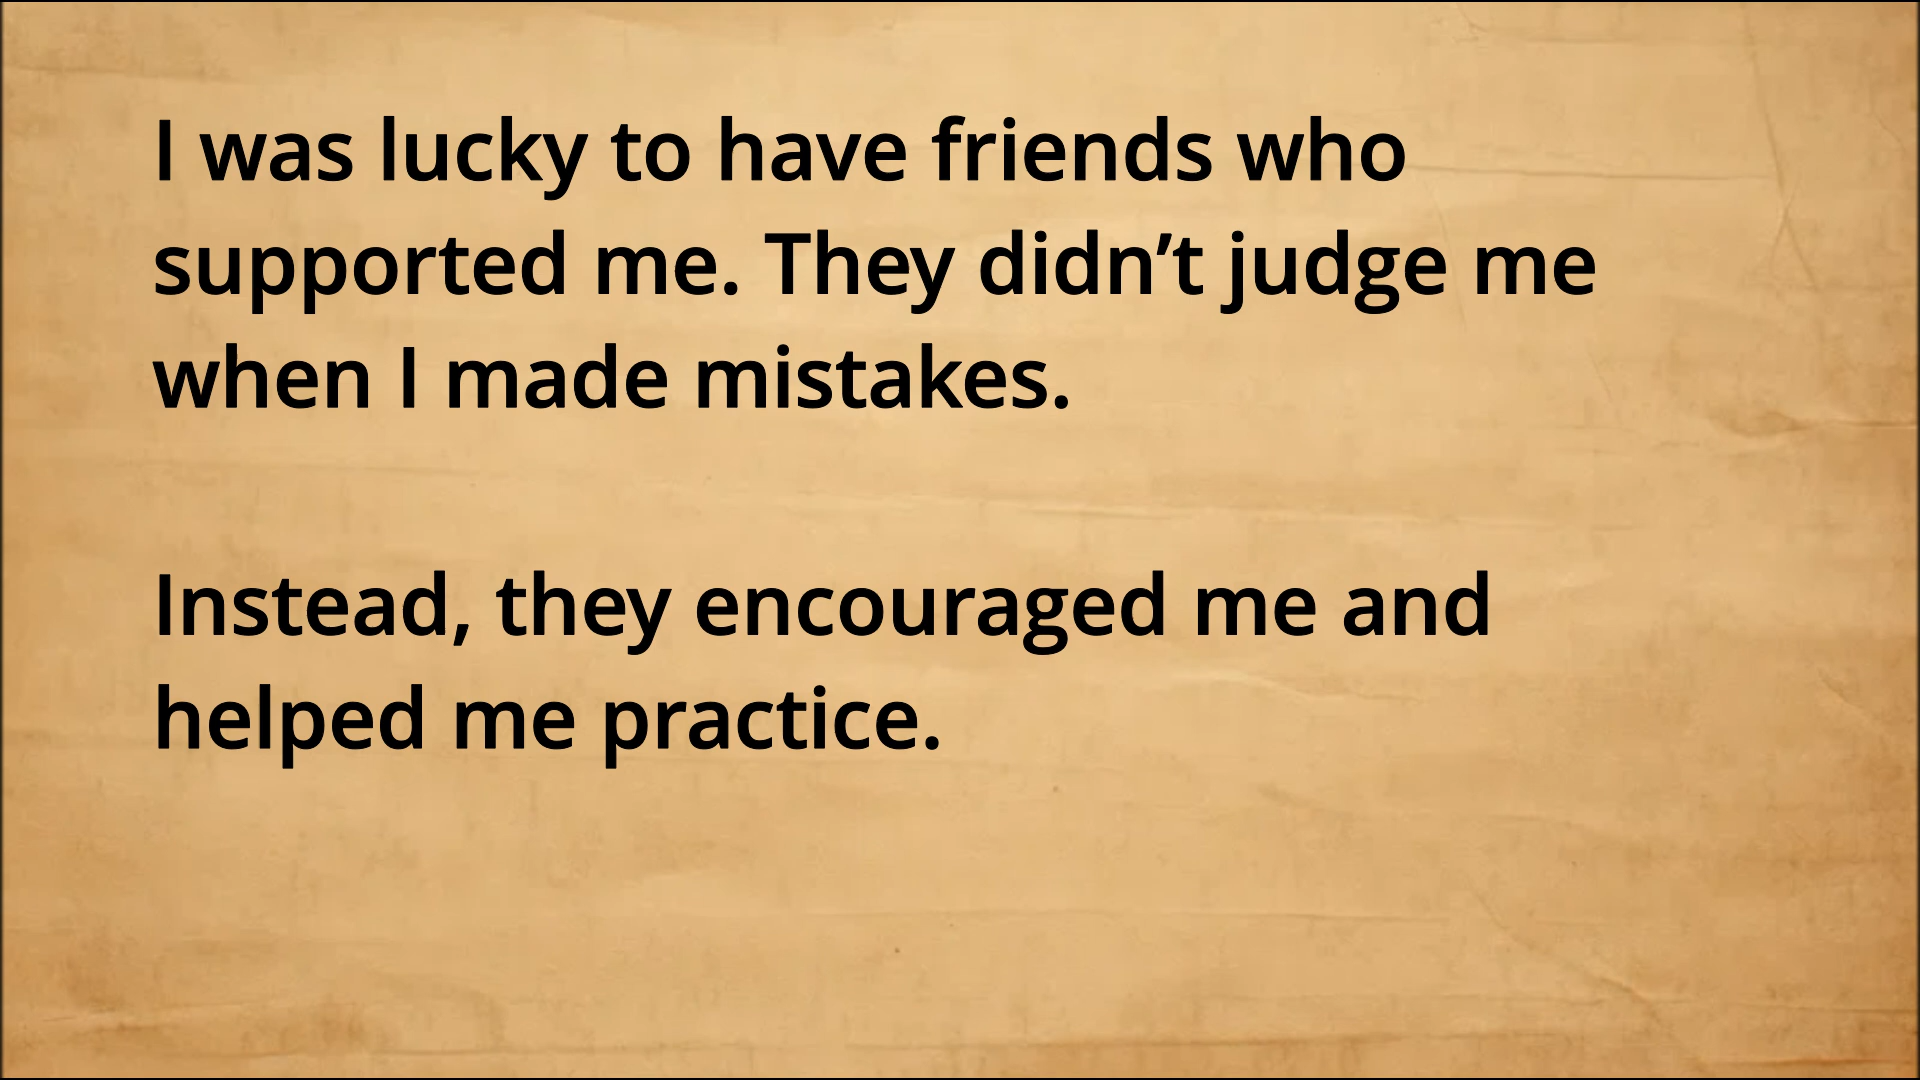 I was lucky to have friends who
supported me. They didn’t judge me
when I made mistakes.
Instead, they encouraged me and
helped me practice.